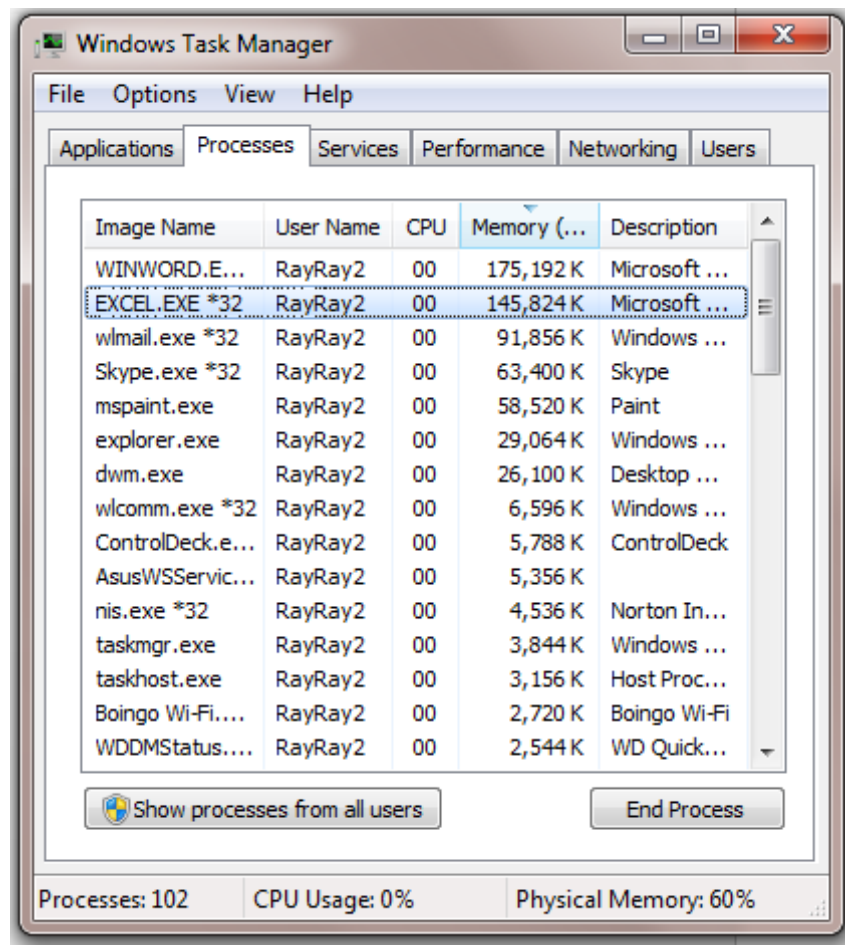 Windows Task Manager
File Options View Help
Applications Processes Services Performance Networking Users
Image Name User Name CPU Memory (... Description
WINWORD.E... RayRay2 00 175,192 K Microsoft ...
EXCEL.EXE *32 RayRay2 00 145,824 K Microsoft ...
wlmail.exe *32 RayRay2 00 91,856 K Windows ...
Skype.exe *32 RayRay2 00 63,400 K Skype
mspaint.exe RayRay2 00 58,520 K Paint
explorer.exe RayRay2 00 29,064 K Windows ...
dwm.exe RayRay2 00 26,100 K Desktop ...
wlcomm.exe *32 RayRay2 00 6,596 K Windows ...
ControlDeck.e... RayRay2 00 5,788 K ControlDeck
AsusWSServic... RayRay2 00 5,356 K
nis.exe *32 RayRay2 00 4,536 K Norton In...
taskmgr.exe RayRay2 00 3,844 K Windows ...
taskhost.exe RayRay2 00 3,156 K Host Proc...
Boingo Wi-Fi.... RayRay2 00 2,720 K Boingo Wi-Fi
WDDMStatus.... RayRay2 00 2,544 K WD Quick...
Show processes from all users End Process
Processes: 102 CPU Usage: 0% Physical Memory: 60%